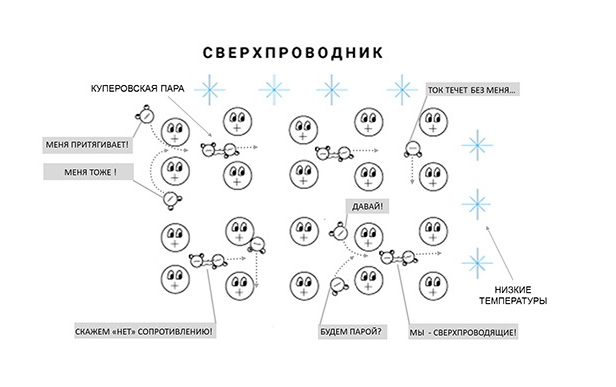 СВЕРХПРОВОДНИК
КУПЕРОВСКАЯ ПАРА
ТОК ТЕЧЕТ БЕЗ МЕНЯ...
МЕНЯ ПРИТЯГИВАЕТ!
МЕНЯ ТОЖЕ !
ДАВАЙ!
НИЗКИЕ
ТЕМПЕРАТУРЫ
СКАЖЕМ «НЕТ» СОПРОТИВЛЕНИЮ!
БУДЕМ ПАРОЙ?
МЫ - СВЕРХПРОВОДЯЩИЕ!